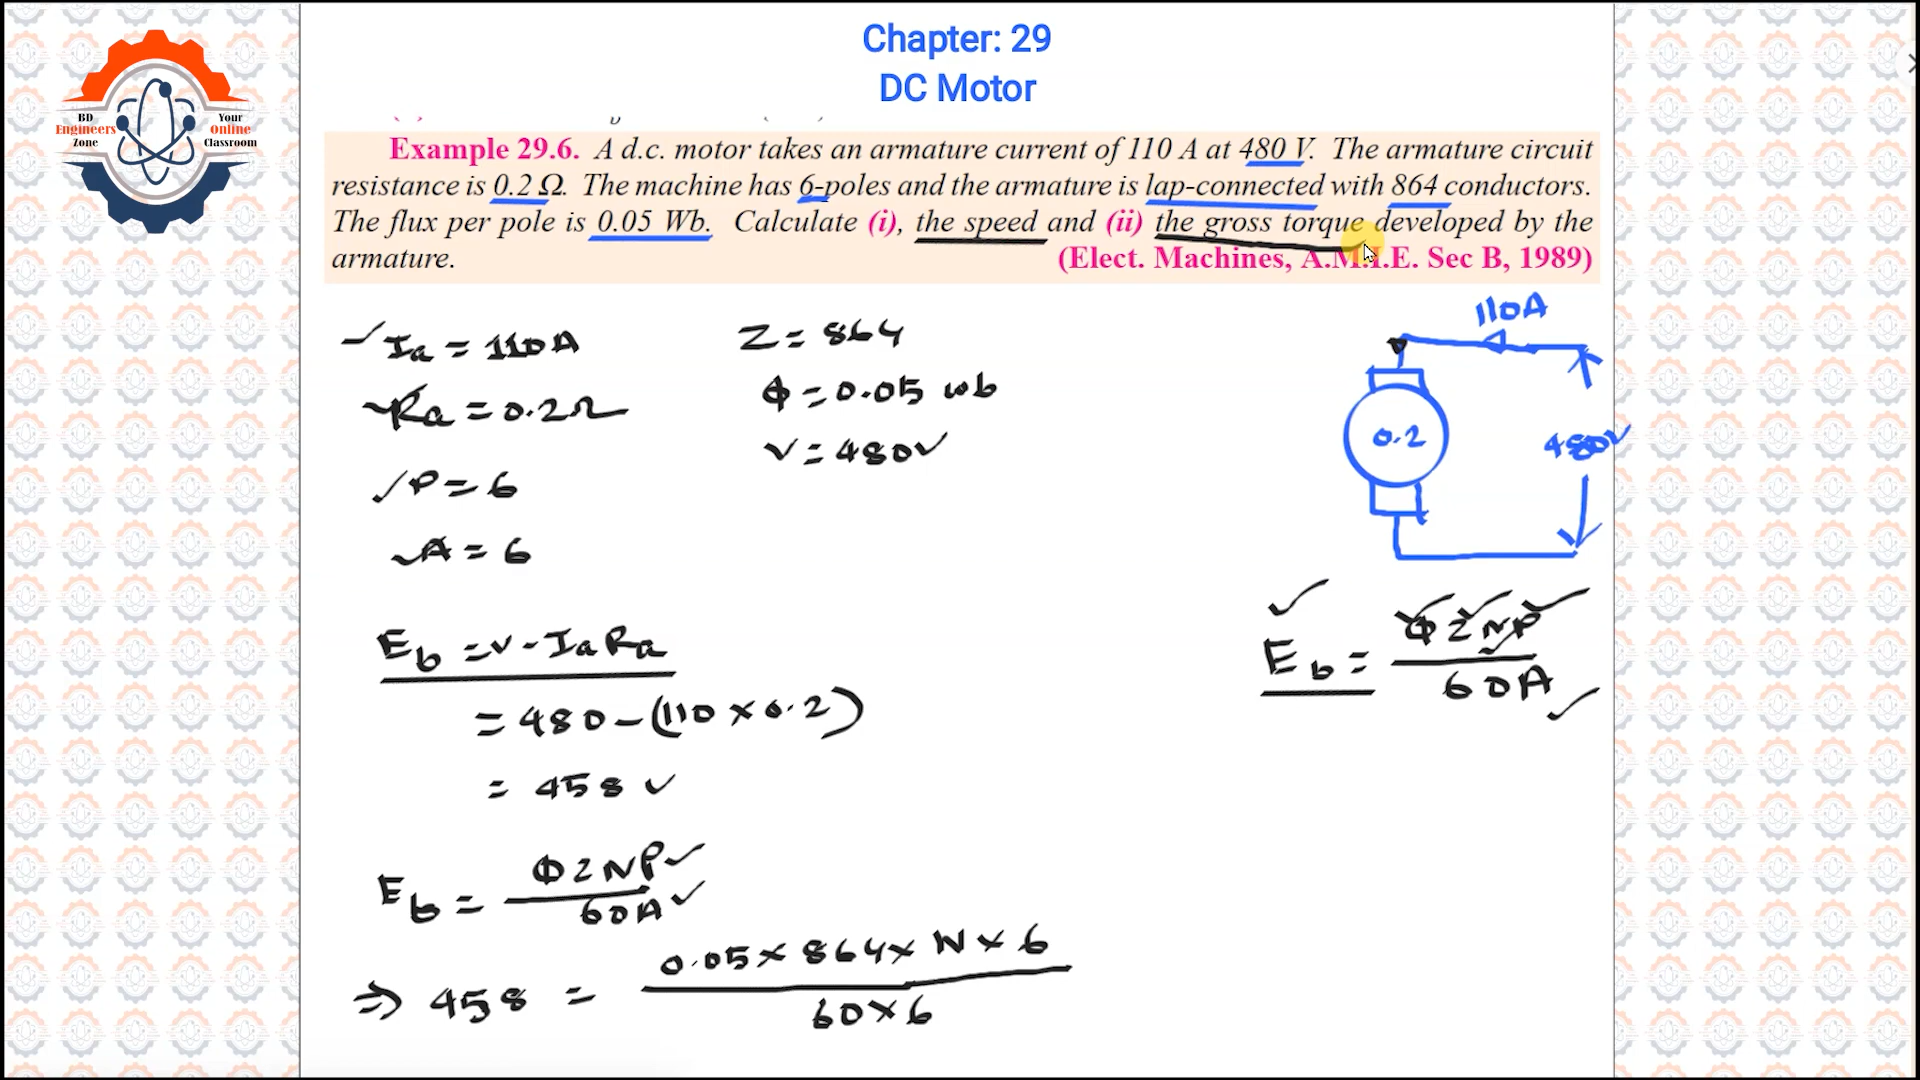 Chapter: 29
DC Motor
BD
Engineers
Zone
Your
Online
Classroom
Example 29.6. A d.c. motor takes an armature current of 110 A at 480 V. The armature circuit
resistance is 0.2 Ω. The machine has 6-poles and the armature is lap-connected with 864 conductors.
The flux per pole is 0.05 Wb. Calculate (i), the speed and (ii) the gross torque developed by the
armature. (Elect. Machines, A.M.I.E. Sec B, 1989)
Ia = 110A
Ra = 0.2Ω
P = 6
A = 6
Z = 864
Φ = 0.05 wb
V = 480V
110A
0.2
480V
Eb = V - IaRa
= 480 - (110 × 0.2)
= 458 V
Eb = ΦZNP / 60A
Eb = ΦZNP / 60A
⇒ 458 = 0.05 × 864 × N × 6 / 60 × 6